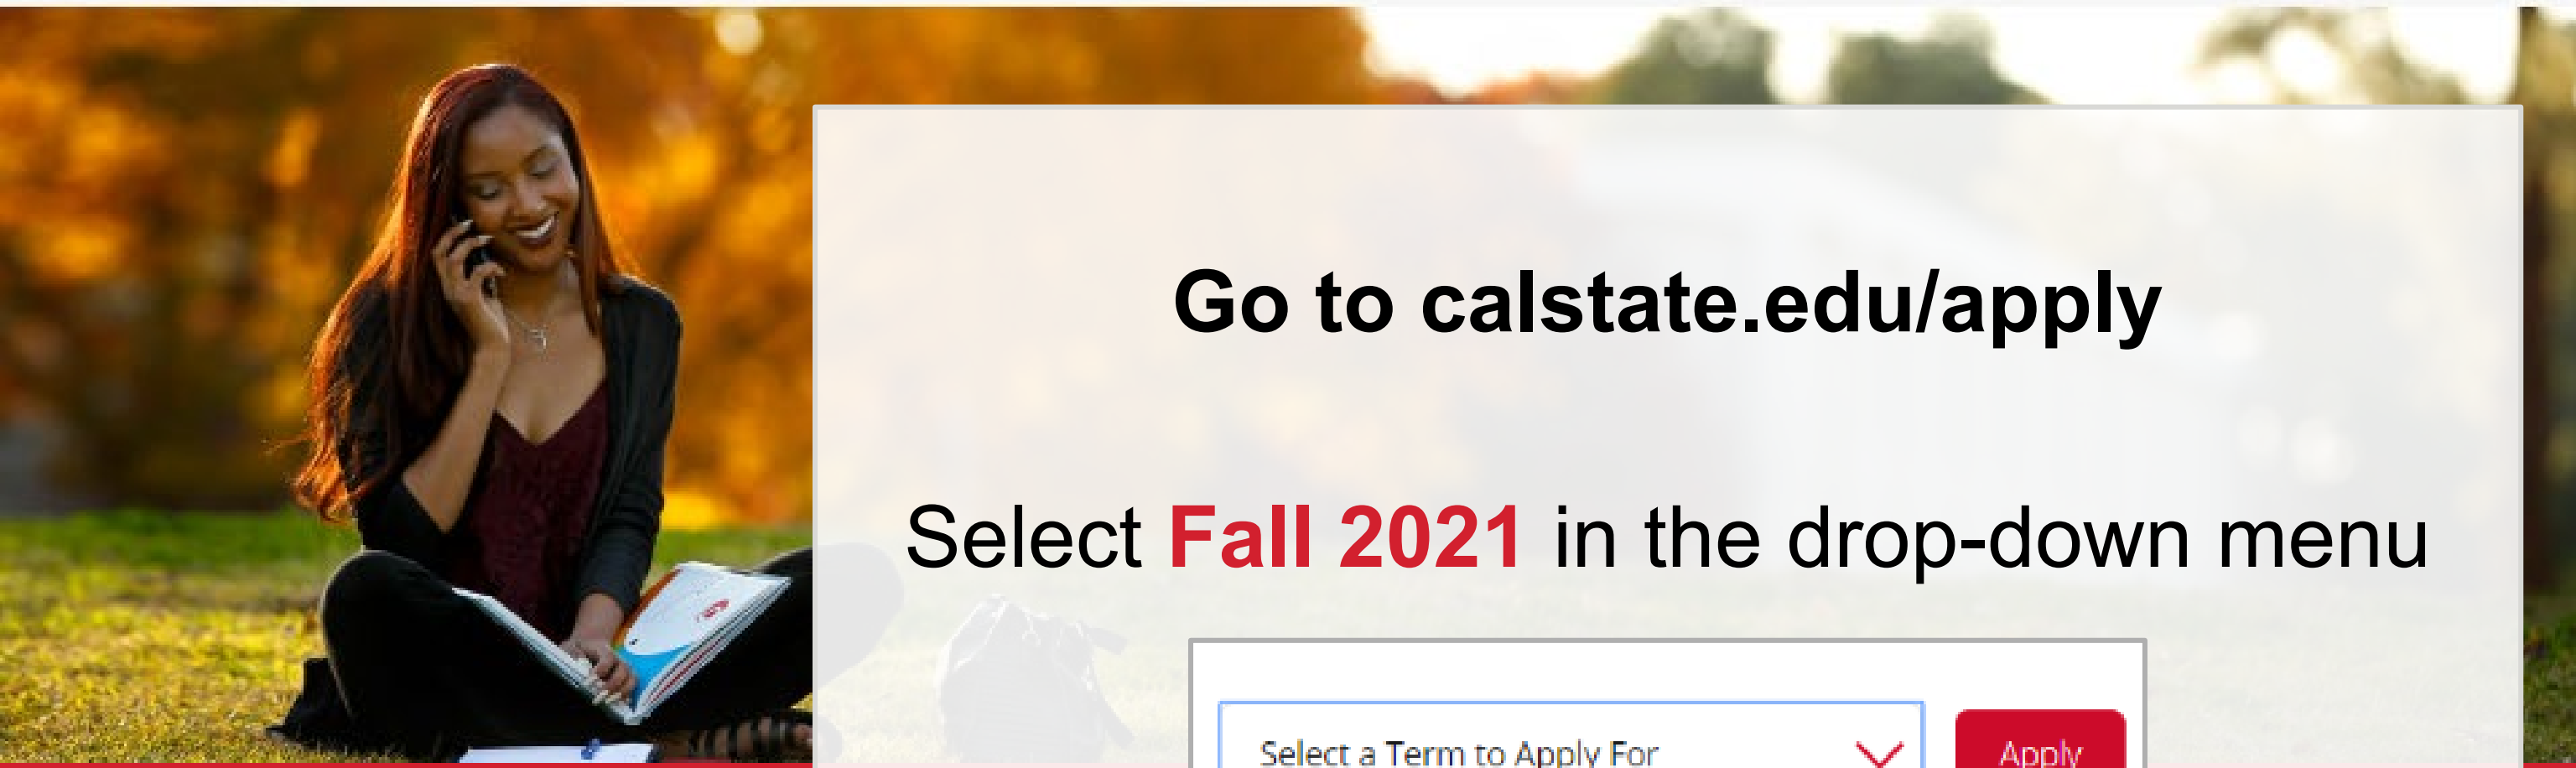 Go to calstate.edu/apply
Select Fall 2021 in the drop-down menu
Select a Term to Apply For
Apply